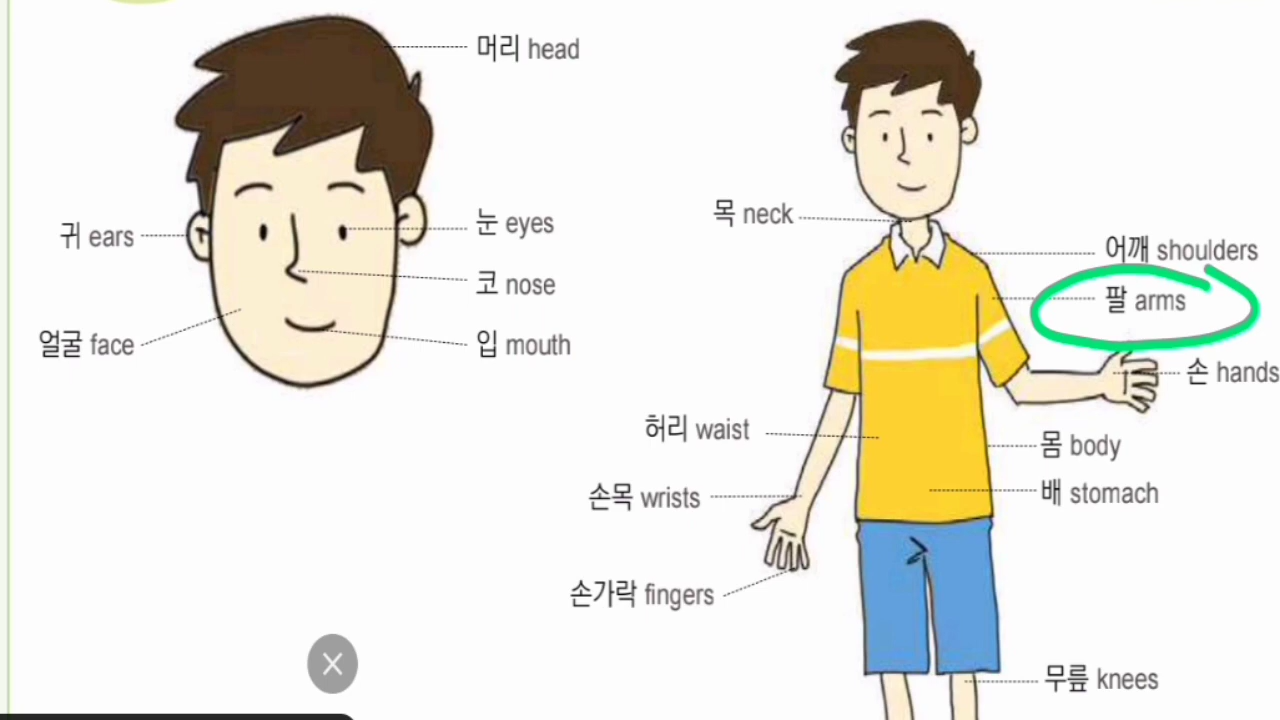 머리 head
귀 ears
눈 eyes
코 nose
얼굴 face
입 mouth
목 neck
어깨 shoulders
팔 arms
손 hands
허리 waist
몸 body
손목 wrists
배 stomach
손가락 fingers
무릎 knees